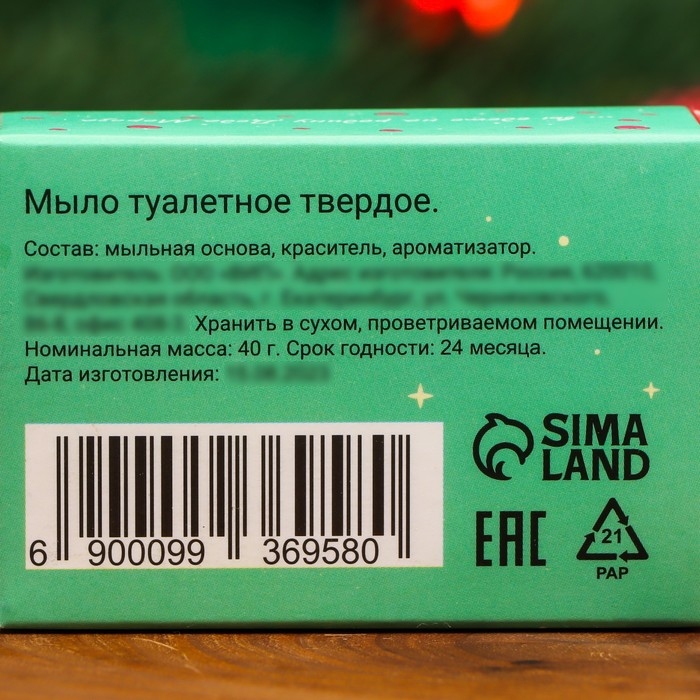 Мыло туалетное твердое.
Состав: мыльная основа, краситель, ароматизатор.
Хранить в сухом, проветриваемом помещении.
Номинальная масса: 40 г. Срок годности: 24 месяца.
Дата изготовления:
6 900099 369580
SIMA
LAND
EAC
21
PAP